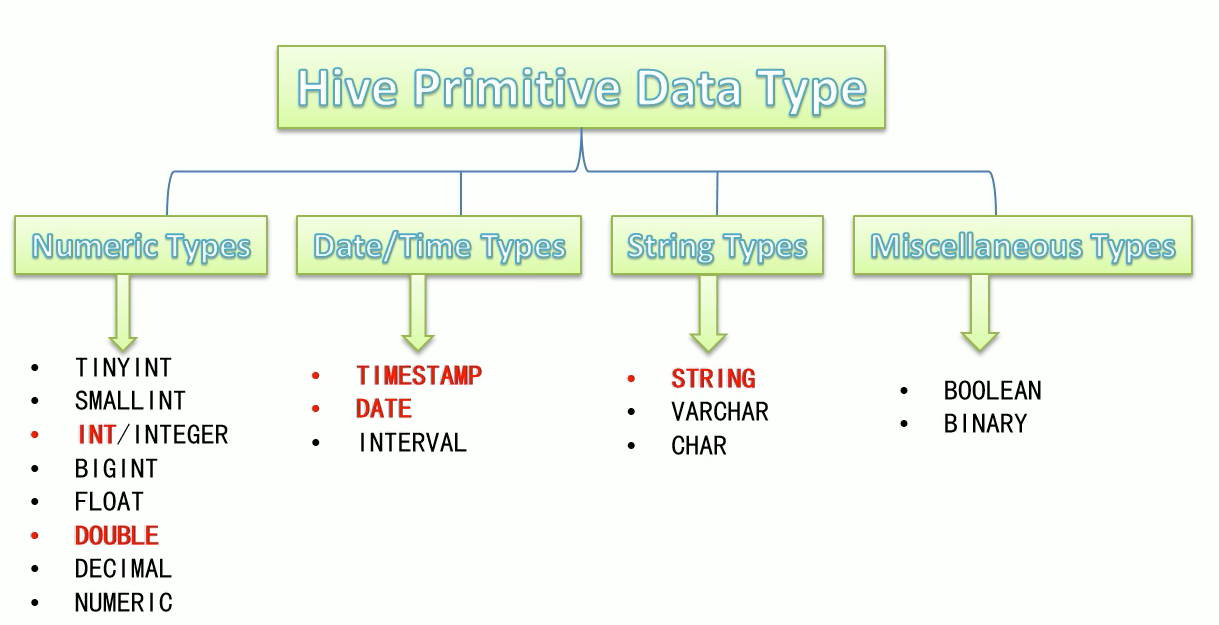 Hive Primitive Data Type
Numeric Types
Date/Time Types
String Types
Miscellaneous Types
• TINYINT
• SMALLINT
• INT/INTEGER
• BIGINT
• FLOAT
• DOUBLE
• DECIMAL
• NUMERIC
• TIMESTAMP
• DATE
• INTERVAL
• STRING
• VARCHAR
• CHAR
• BOOLEAN
• BINARY